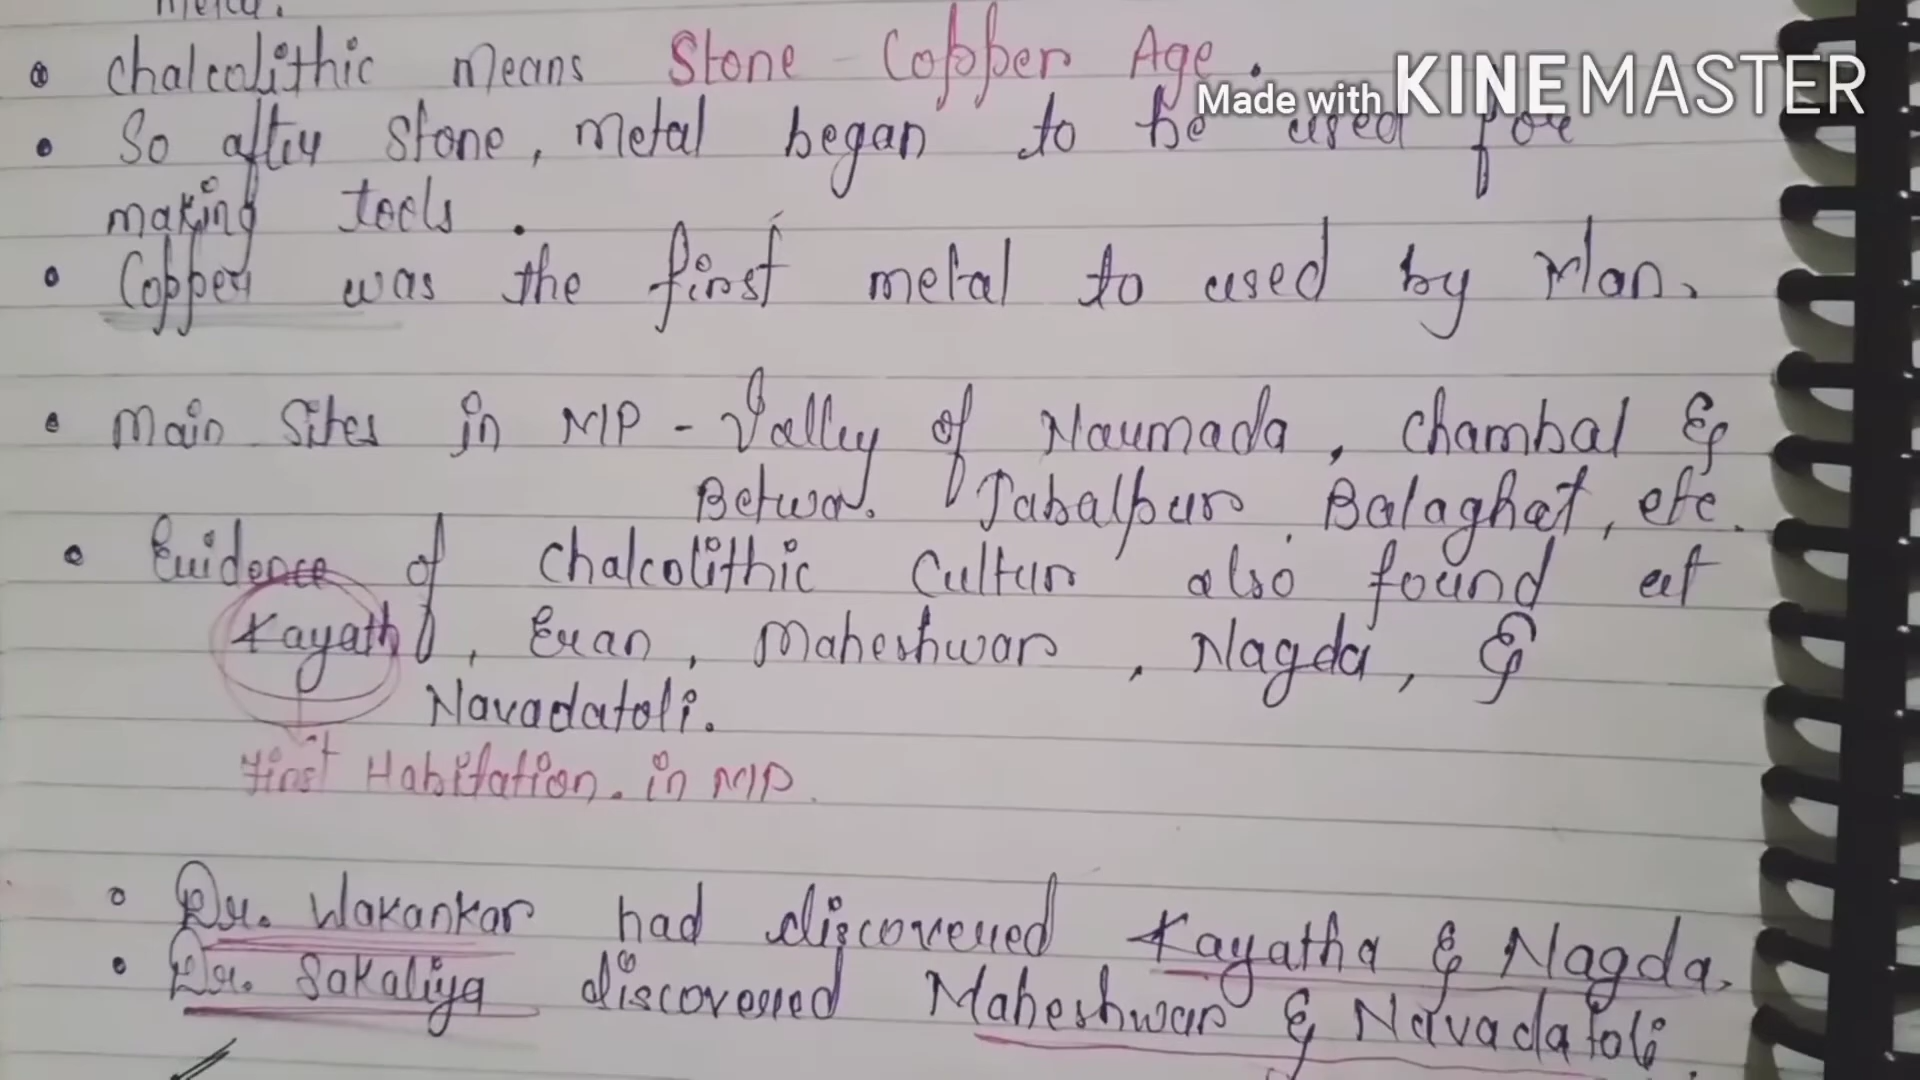 Chalcolithic means Stone - Copper Age.
Made with KINEMASTER
So after Stone, metal began to be used for
making tools.
Copper was the first metal to used by Man.
Main Sites in MP - Valley of Narmada, Chambal &
Betwa. Jabalpur, Balaghat, etc.
Evidence of Chalcolithic Cultur also found at
Kayatha, Eran, Maheshwar, Nagda, &
Navadatoli.
First Habitation. in MP.
Dr. Wakankar had discovered Kayatha & Nagda.
Dr. Sakaliya discovered Maheshwar & Navadatoli.